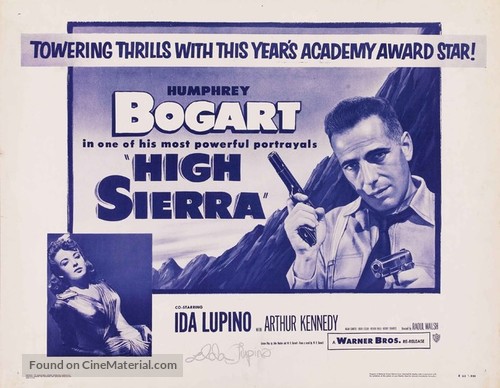 TOWERING THRILLS WITH THIS YEAR'S ACADEMY AWARD STAR!
HUMPHREY
BOGART
in one of his most powerful portrayals
"HIGH
SIERRA"
CO-STARRING
IDA LUPINO WITH ARTHUR KENNEDY
Directed by RAOUL WALSH
A WARNER BROS. RE-RELEASE
Ida Lupino
Found on CineMaterial.com